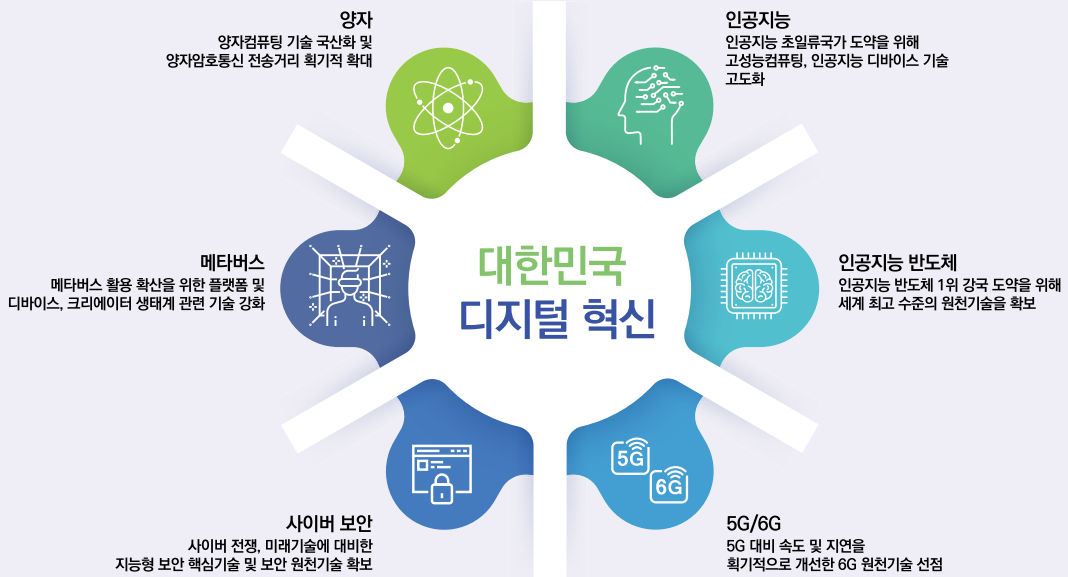 양자
양자컴퓨팅 기술 국산화 및
양자암호통신 전송거리 획기적 확대
인공지능
인공지능 초일류국가 도약을 위해
고성능컴퓨팅, 인공지능 디바이스 기술
고도화
메타버스
메타버스 활용 확산을 위한 플랫폼 및
디바이스, 크리에이터 생태계 관련 기술 강화
대한민국
디지털 혁신
인공지능 반도체
인공지능 반도체 1위 강국 도약을 위해
세계 최고 수준의 원천기술을 확보
사이버 보안
사이버 전쟁, 미래기술에 대비한
지능형 보안 핵심기술 및 보안 원천기술 확보
5G
6G
5G/6G
5G 대비 속도 및 지연을
획기적으로 개선한 6G 원천기술 선점